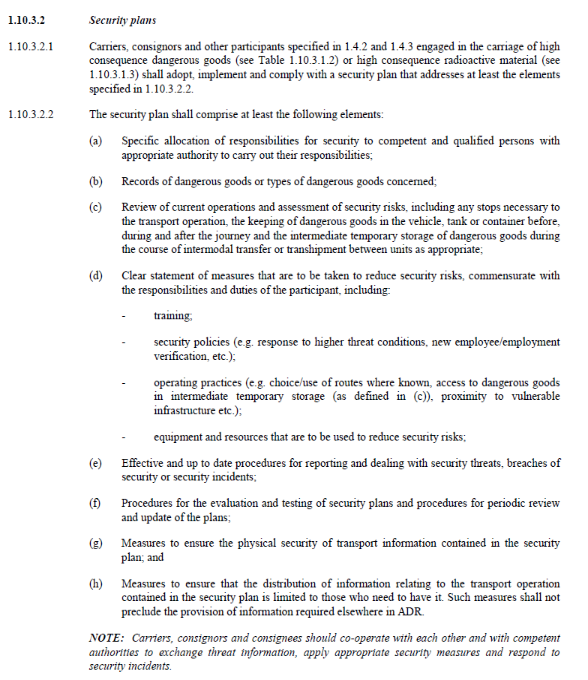 1.10.3.2 Security plans
1.10.3.2.1 Carriers, consignors and other participants specified in 1.4.2 and 1.4.3 engaged in the carriage of high
consequence dangerous goods (see Table 1.10.3.1.2) or high consequence radioactive material (see
1.10.3.1.3) shall adopt, implement and comply with a security plan that addresses at least the elements
specified in 1.10.3.2.2.
1.10.3.2.2 The security plan shall comprise at least the following elements:
(a) Specific allocation of responsibilities for security to competent and qualified persons with
appropriate authority to carry out their responsibilities;
(b) Records of dangerous goods or types of dangerous goods concerned;
(c) Review of current operations and assessment of security risks, including any stops necessary to
the transport operation, the keeping of dangerous goods in the vehicle, tank or container before,
during and after the journey and the intermediate temporary storage of dangerous goods during
the course of intermodal transfer or transhipment between units as appropriate;
(d) Clear statement of measures that are to be taken to reduce security risks, commensurate with
the responsibilities and duties of the participant, including:
- training;
- security policies (e.g. response to higher threat conditions, new employee/employment
verification, etc.);
- operating practices (e.g. choice/use of routes where known, access to dangerous goods
in intermediate temporary storage (as defined in (c)), proximity to vulnerable
infrastructure etc.);
- equipment and resources that are to be used to reduce security risks;
(e) Effective and up to date procedures for reporting and dealing with security threats, breaches of
security or security incidents;
(f) Procedures for the evaluation and testing of security plans and procedures for periodic review
and update of the plans;
(g) Measures to ensure the physical security of transport information contained in the security
plan; and
(h) Measures to ensure that the distribution of information relating to the transport operation
contained in the security plan is limited to those who need to have it. Such measures shall not
preclude the provision of information required elsewhere in ADR.
NOTE: Carriers, consignors and consignees should co-operate with each other and with competent
authorities to exchange threat information, apply appropriate security measures and respond to
security incidents.